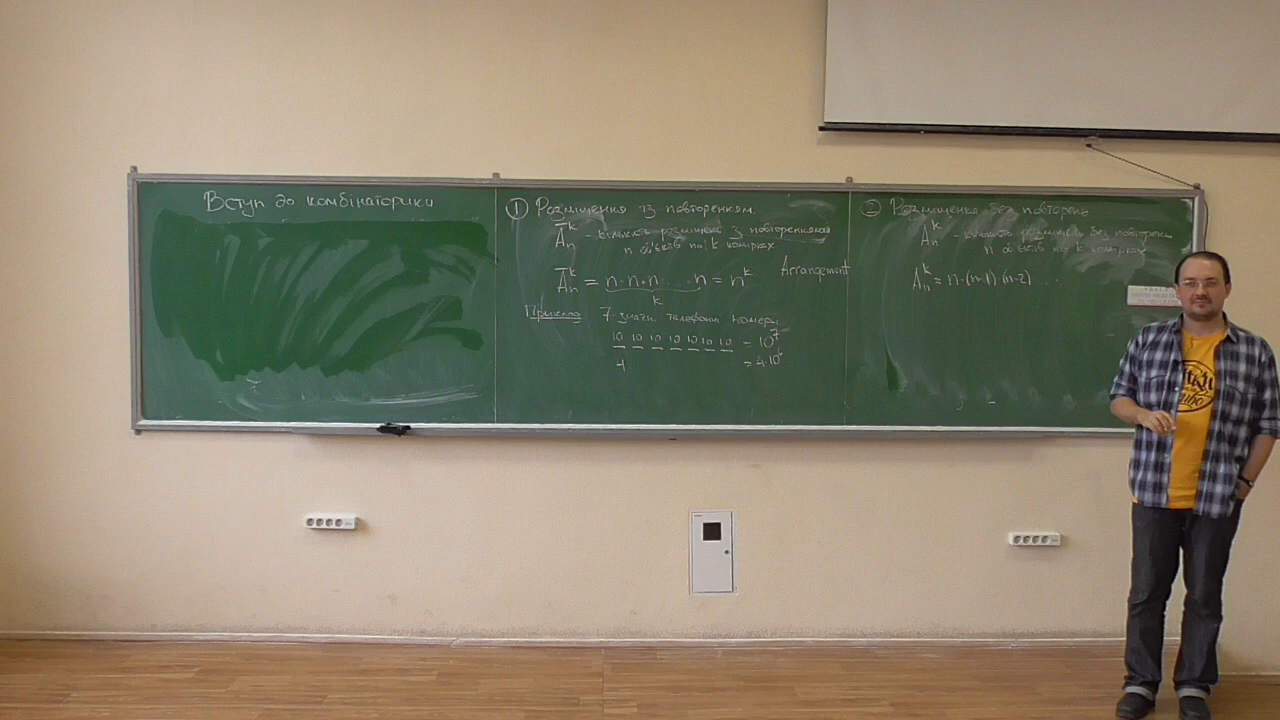 Вступ до комбінаторики
① Розміщення із повторенням
Ā_n^k - кількість розміщень з повтореннями
n об'єктів по k комірках
Ā_n^k = n·n·n . . . n = n^k
k
Arrangement
Приклад 7-значн. телефони номери
10 10 10 10 10 10 10 = 10^7
4 = 4·10^6
② Розміщення без повторень
A_n^k - кількість розміщень без повторень
n об'єктів по k комірках
A_n^k = n·(n-1)·(n-2) . . .